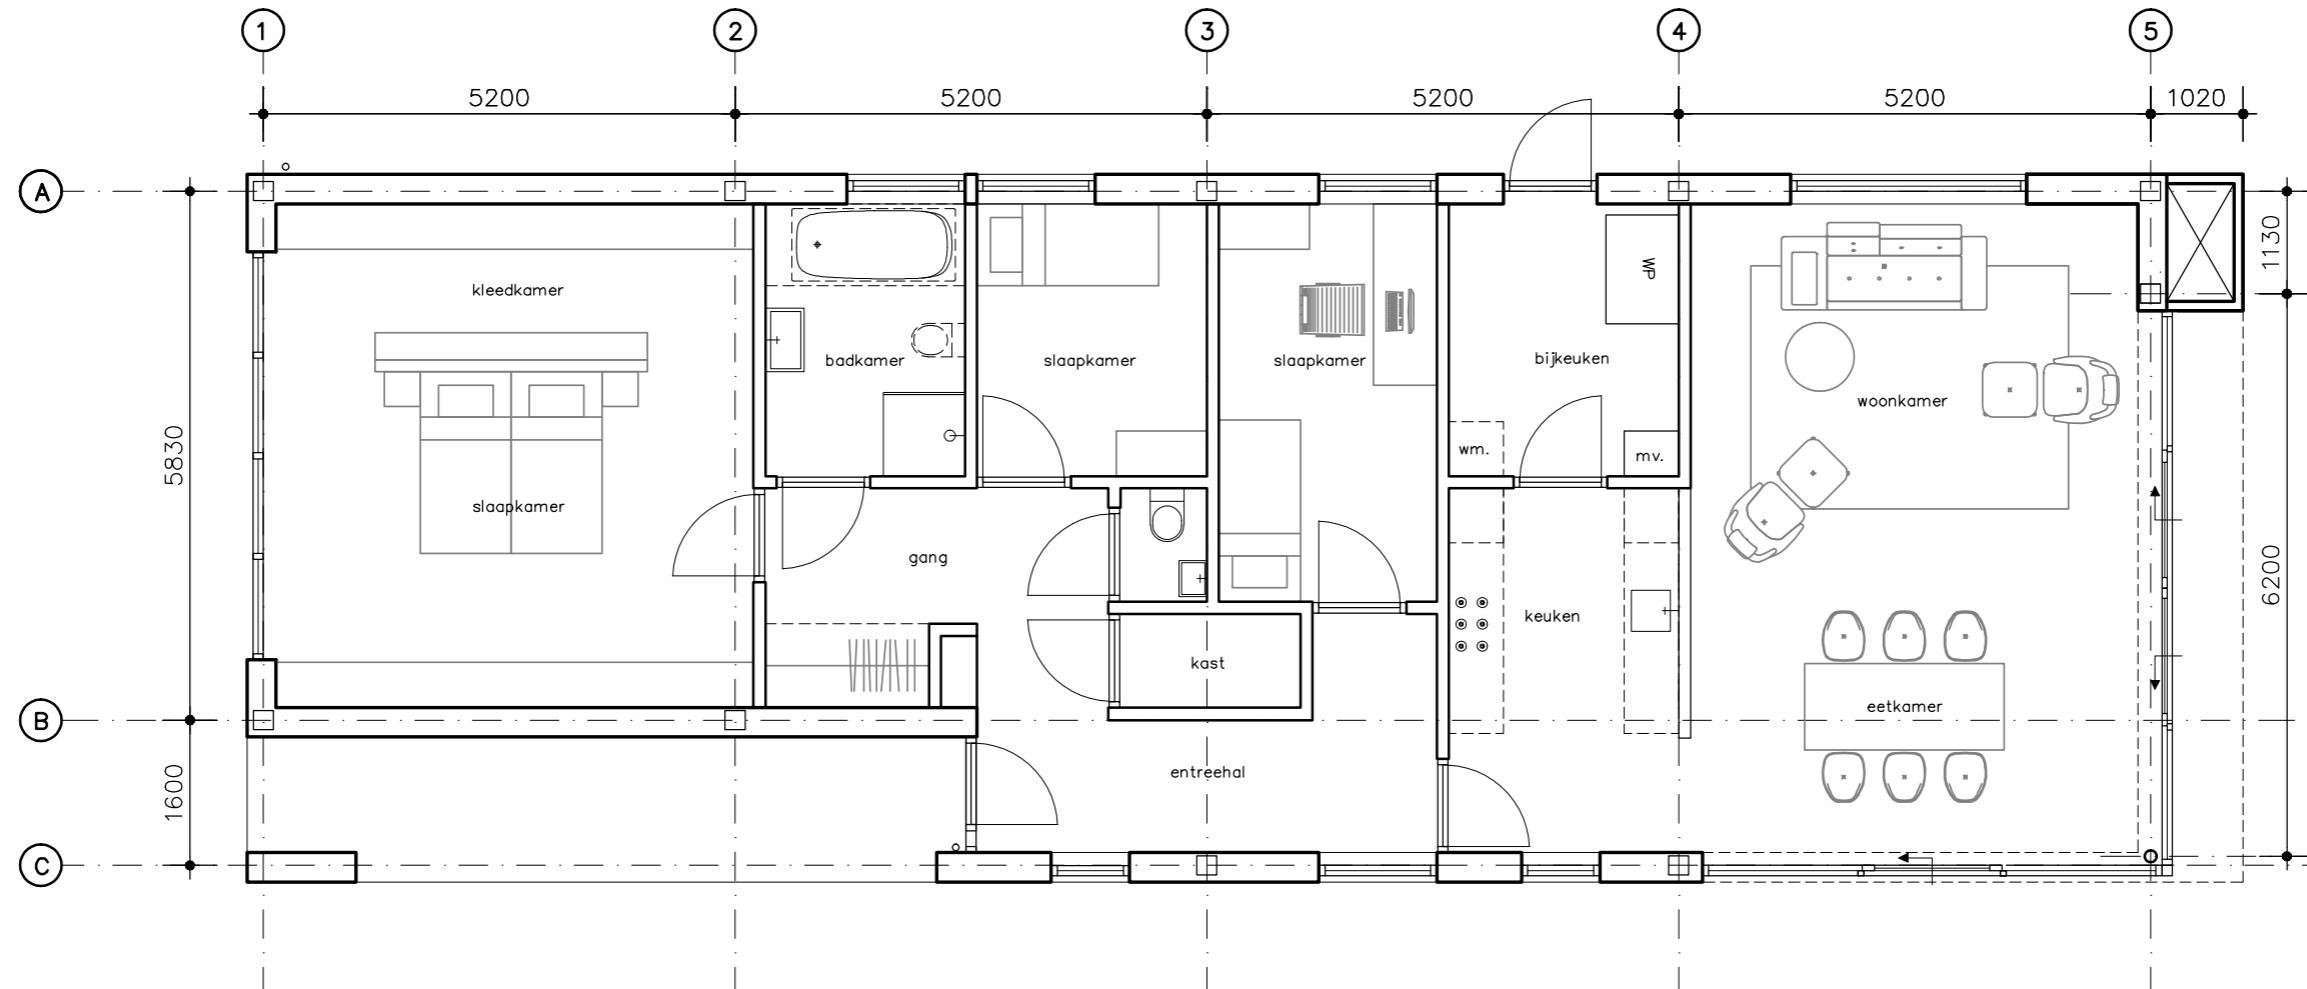 1 2 3 4 5
5200 5200 5200 5200 1020
A
kleedkamer
WP
1130
badkamer slaapkamer slaapkamer bijkeuken
woonkamer
5830
wm. mv.
slaapkamer
gang
6200
keuken
kast
eetkamer
B
entreehal
1600
C